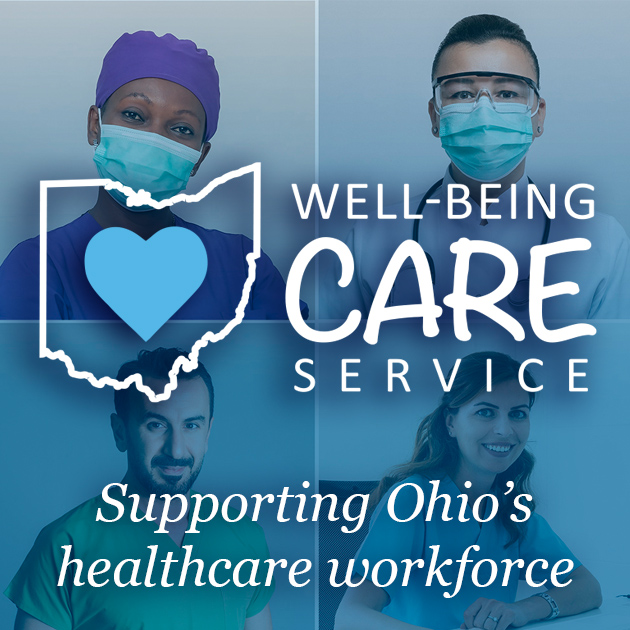 WELL-BEING
CARE
SERVICE
Supporting Ohio’s
healthcare workforce